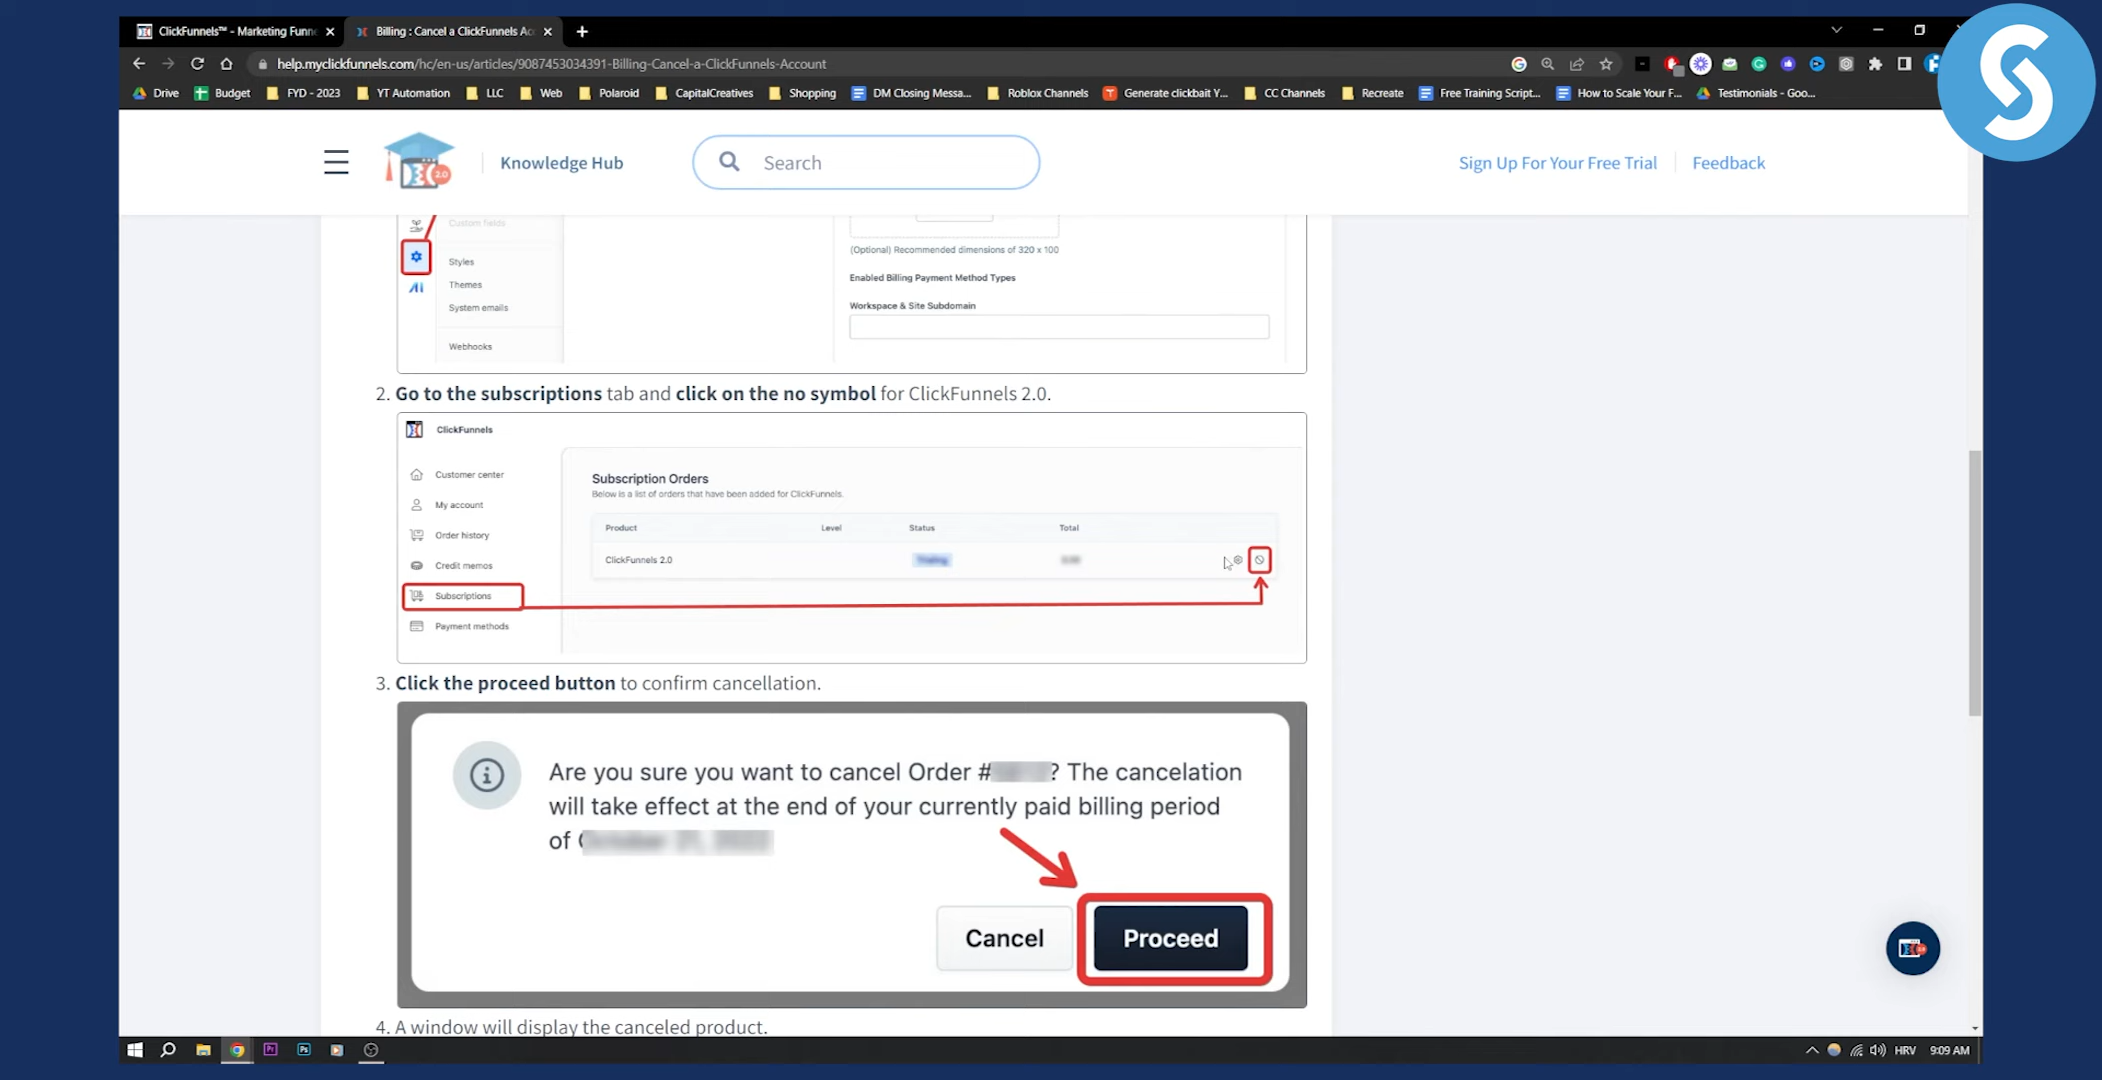 ClickFunnels™ - Marketing Funn
Billing : Cancel a ClickFunnels Ac
help.myclickfunnels.com/hc/en-us/articles/9087453034391-Billing-Cancel-a-ClickFunnels-Account
Drive Budget FYD - 2023 YT Automation LLC Web Polaroid CapitalCreatives Shopping DM Closing Messa... Roblox Channels Generate clickbait Y... CC Channels Recreate Free Training Script... How to Scale Your F... Testimonials - Goo...
Knowledge Hub
Search
Sign Up For Your Free Trial
Feedback
Custom fields
Styles
Themes
System emails
Webhooks
(Optional) Recommended dimensions of 320 x 100
Enabled Billing Payment Method Types
Workspace & Site Subdomain
2. Go to the subscriptions tab and click on the no symbol for ClickFunnels 2.0.
ClickFunnels
Customer center
My account
Order history
Credit memos
Subscriptions
Payment methods
Subscription Orders
Below is a list of orders that have been added for ClickFunnels.
Product Level Status Total
ClickFunnels 2.0
3. Click the proceed button to confirm cancellation.
Are you sure you want to cancel Order #? The cancelation
will take effect at the end of your currently paid billing period
of
Cancel
Proceed
4. A window will display the canceled product.
HRV 9:09 AM